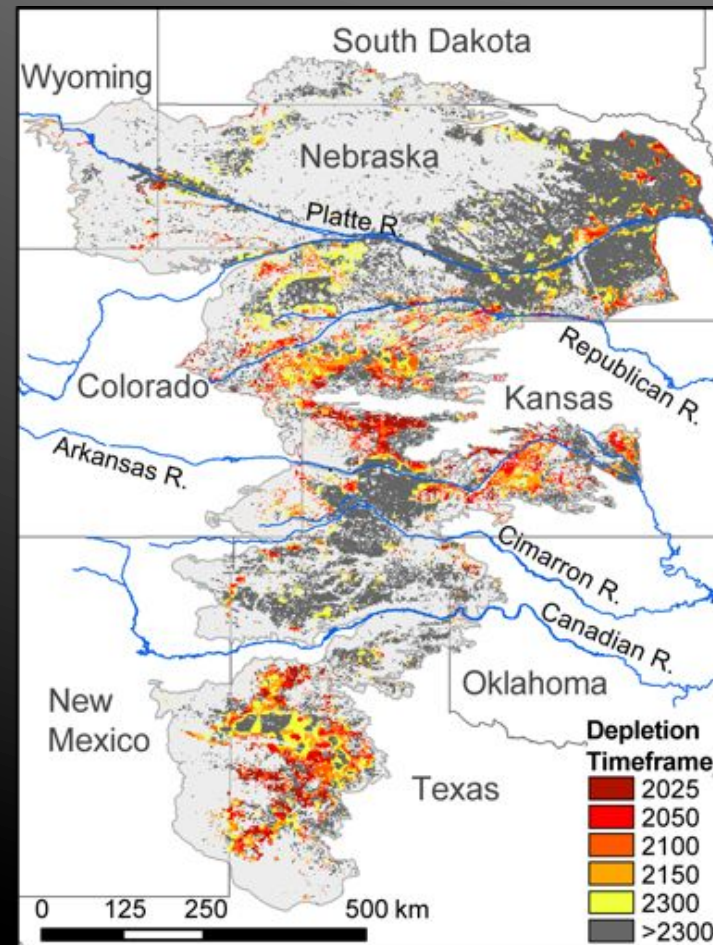 South Dakota
Wyoming
Nebraska
Platte R.
Republican R.
Colorado
Kansas
Arkansas R.
Cimarron R.
Canadian R.
Oklahoma
New
Mexico
Texas
Depletion
Timeframe
2025
2050
2100
2150
2300
>2300
0 125 250 500 km